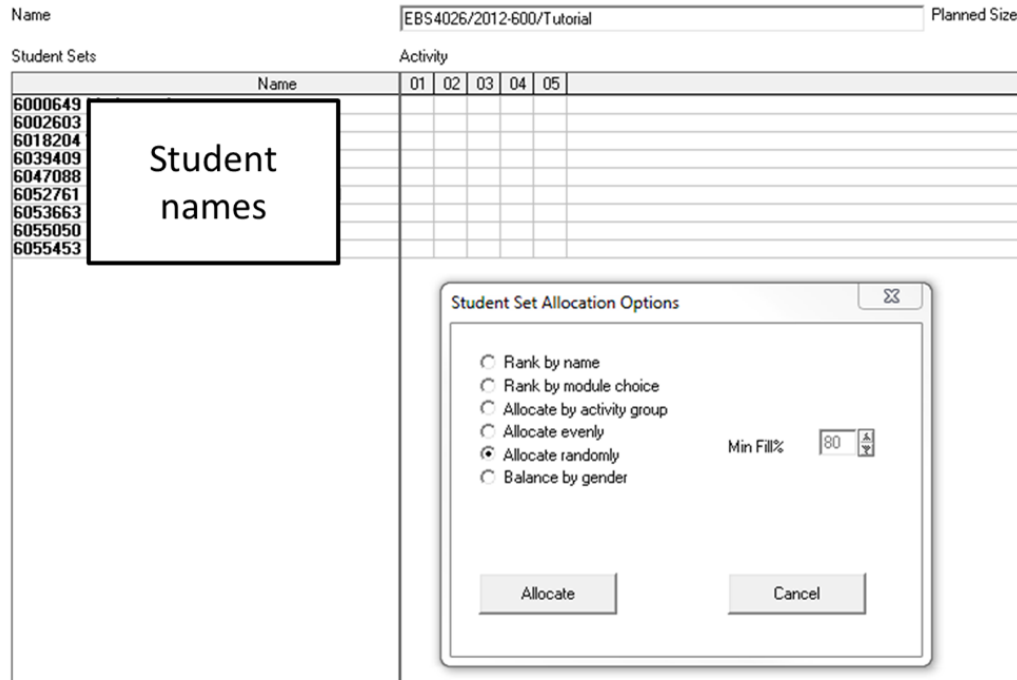 Name EBS4026/2012-600/Tutorial Planned Size
Student Sets Activity
Name 01 02 03 04 05
6000649
6002603
6018204
6039409
6047088
6052761
6053663
6055050
6055453
Student
names
Student Set Allocation Options
Rank by name
Rank by module choice
Allocate by activity group
Allocate evenly
Allocate randomly
Balance by gender
Min Fill% 80
Allocate Cancel